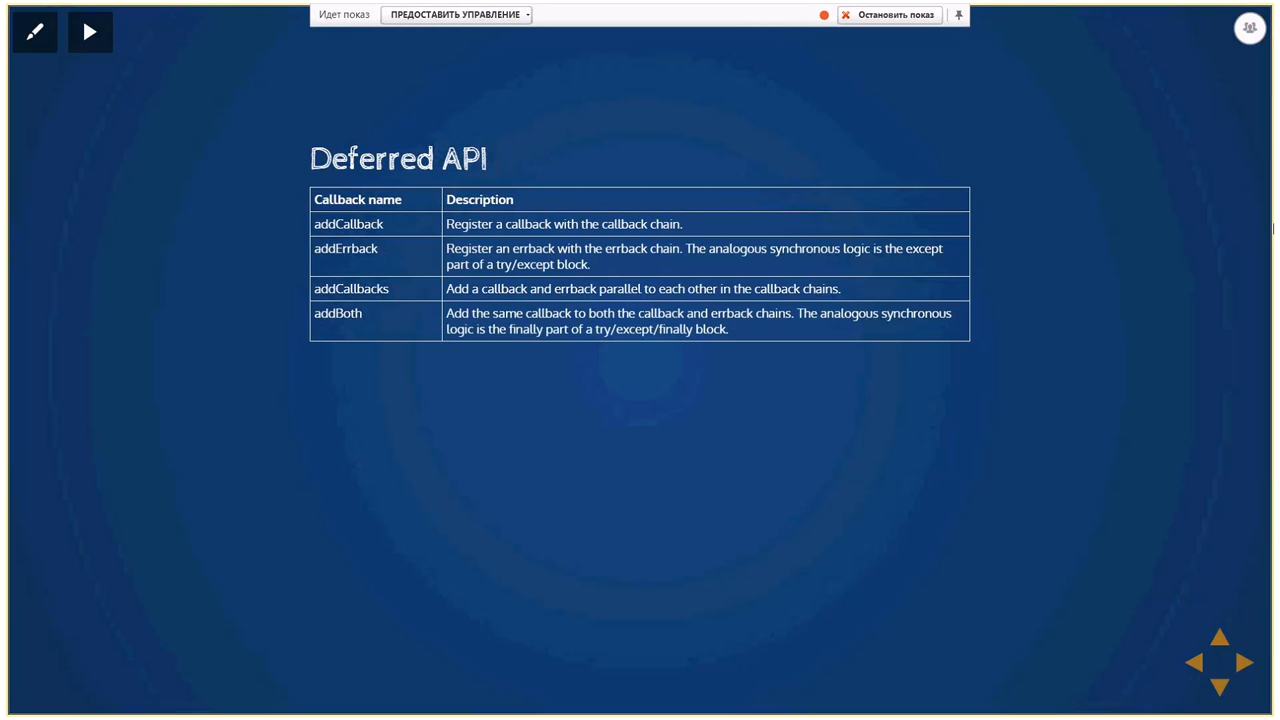 Идет показ
ПРЕДОСТАВИТЬ УПРАВЛЕНИЕ
Остановить показ
Deferred API
Callback name
Description
addCallback
Register a callback with the callback chain.
addErrback
Register an errback with the errback chain. The analogous synchronous logic is the except
part of a try/except block.
addCallbacks
Add a callback and errback parallel to each other in the callback chains.
addBoth
Add the same callback to both the callback and errback chains. The analogous synchronous
logic is the finally part of a try/except/finally block.